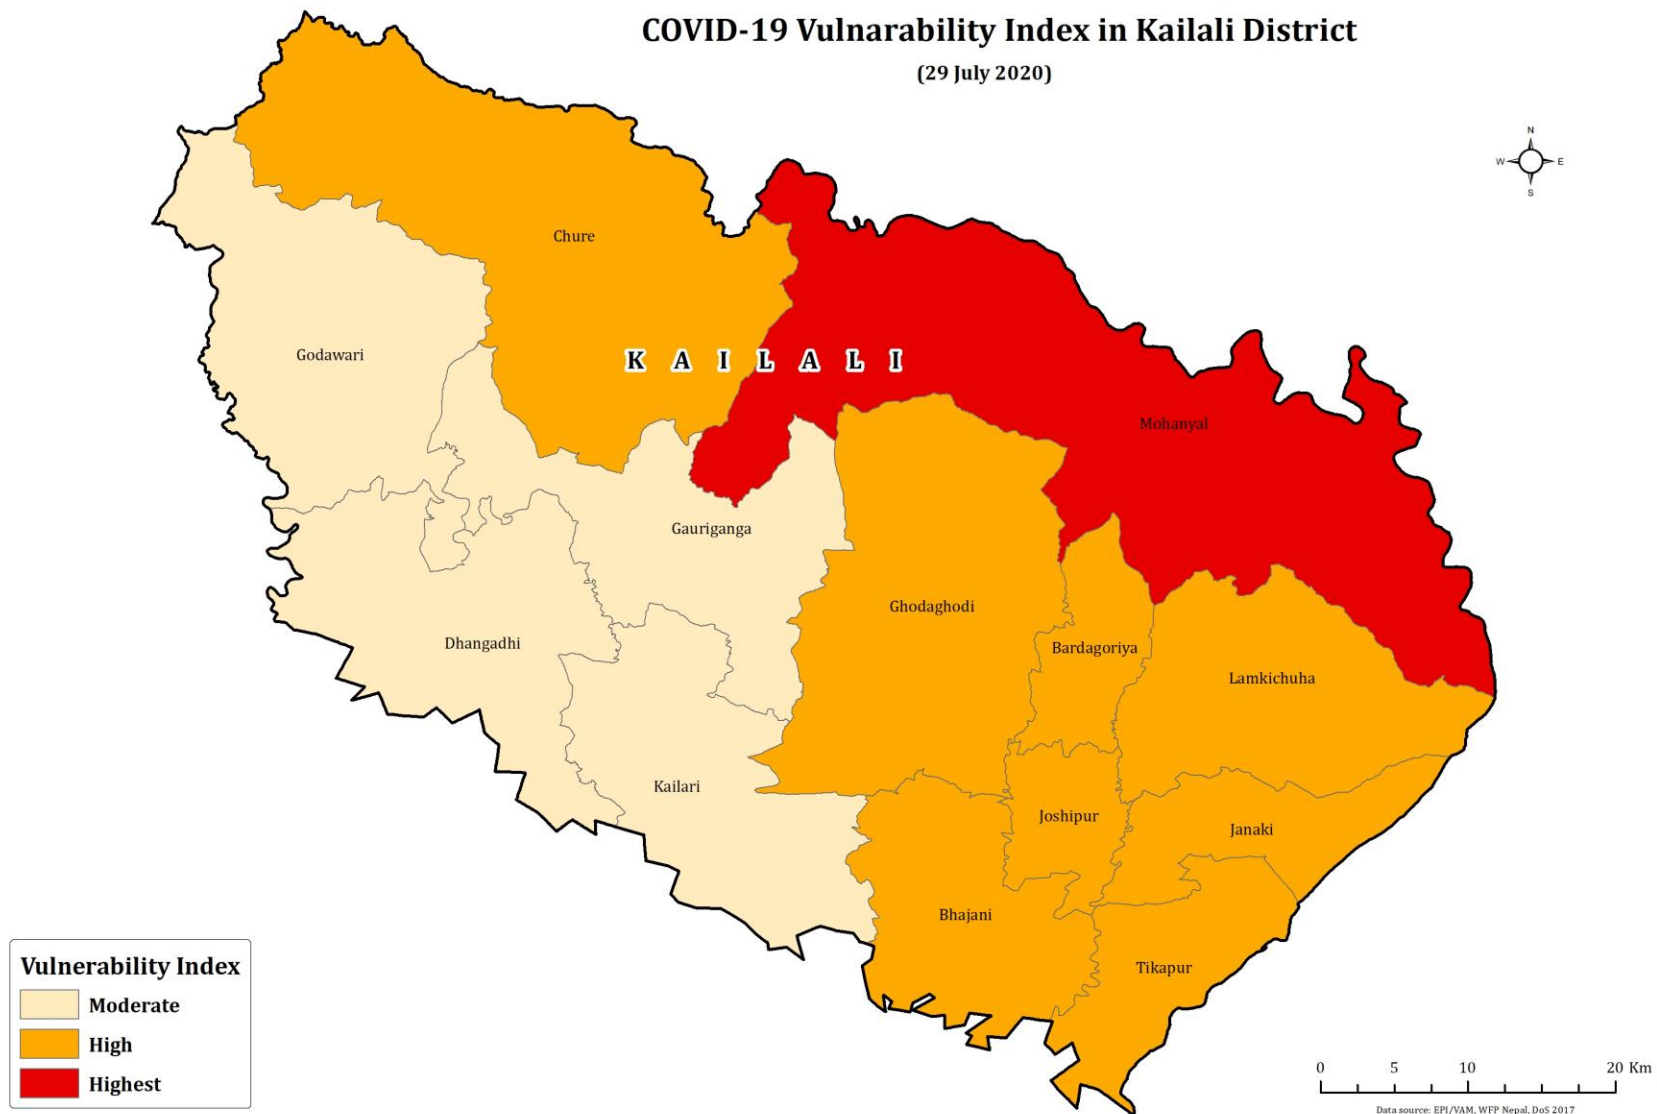 COVID-19 Vulnarability Index in Kailali District
(29 July 2020)
N
W E
S
Chure
Godawari
K A I L A L I
Mohanyal
Gauriganga
Ghodaghodi
Dhangadhi
Bardagoriya
Lamkichuha
Kailari
Joshipur
Janaki
Bhajani
Tikapur
Vulnerability Index
Moderate
High
Highest
0 5 10 20 Km
Data source: EPI/VAM, WFP Nepal, DoS 2017